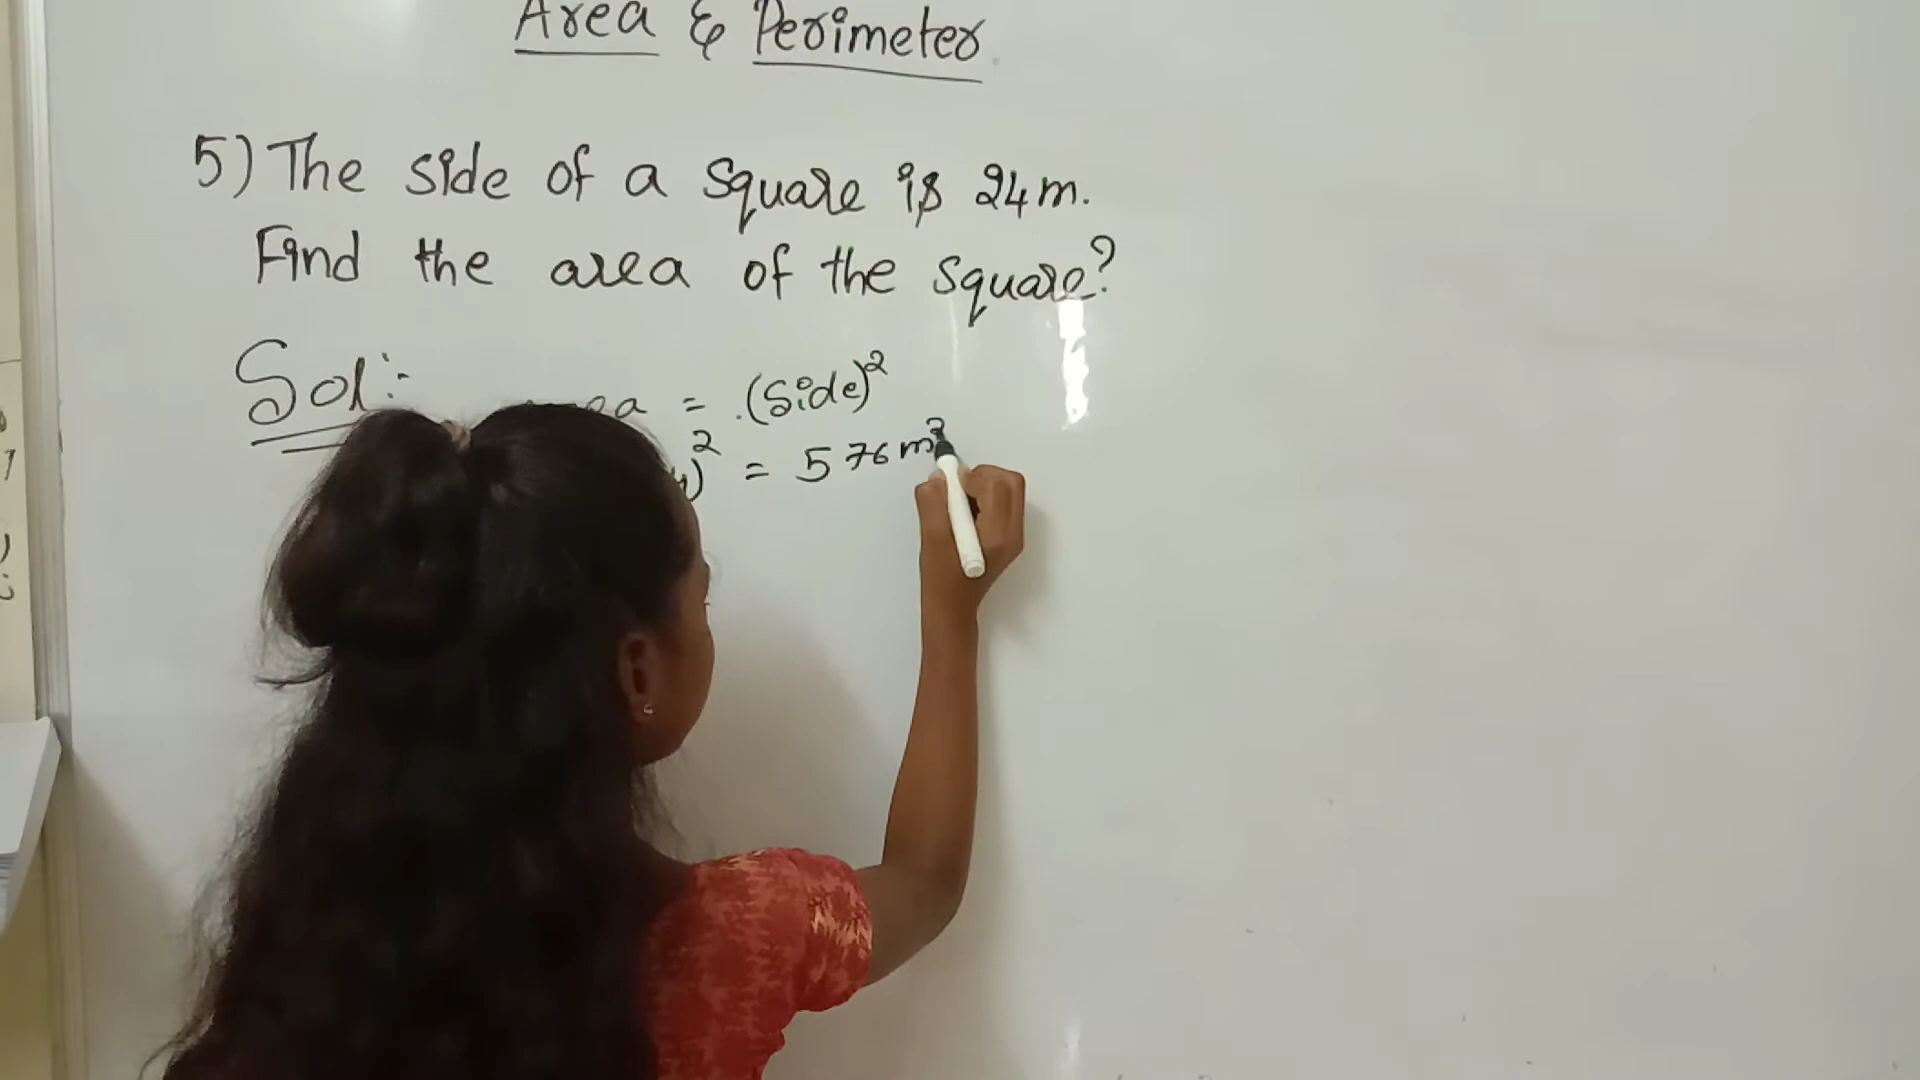 Area & Perimeter
5) The side of a square is 24m.
Find the area of the square?
Sol:
= (Side)²
)² = 576 m²